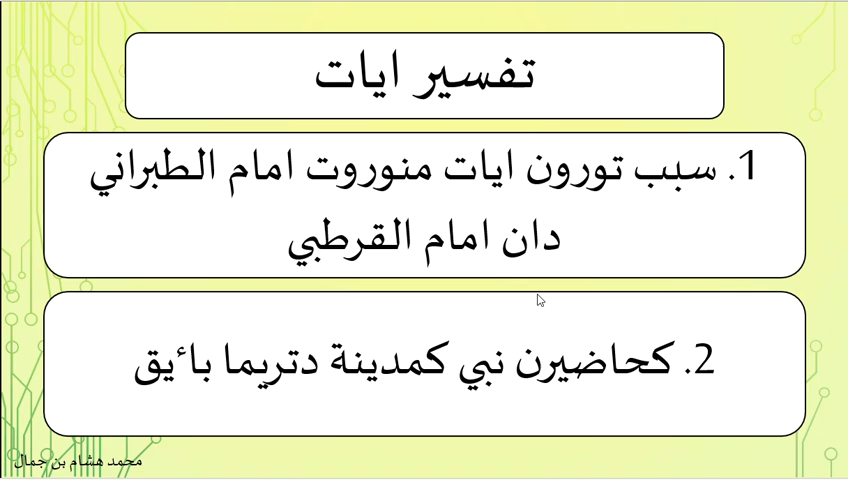 تفسير ايات
1. سبب تورون ايات منوروت امام الطبراني
دان امام القرطبي
2. كحاضيرن نبي كمدينة دتريما باءيق
محمد هشام بن جمال